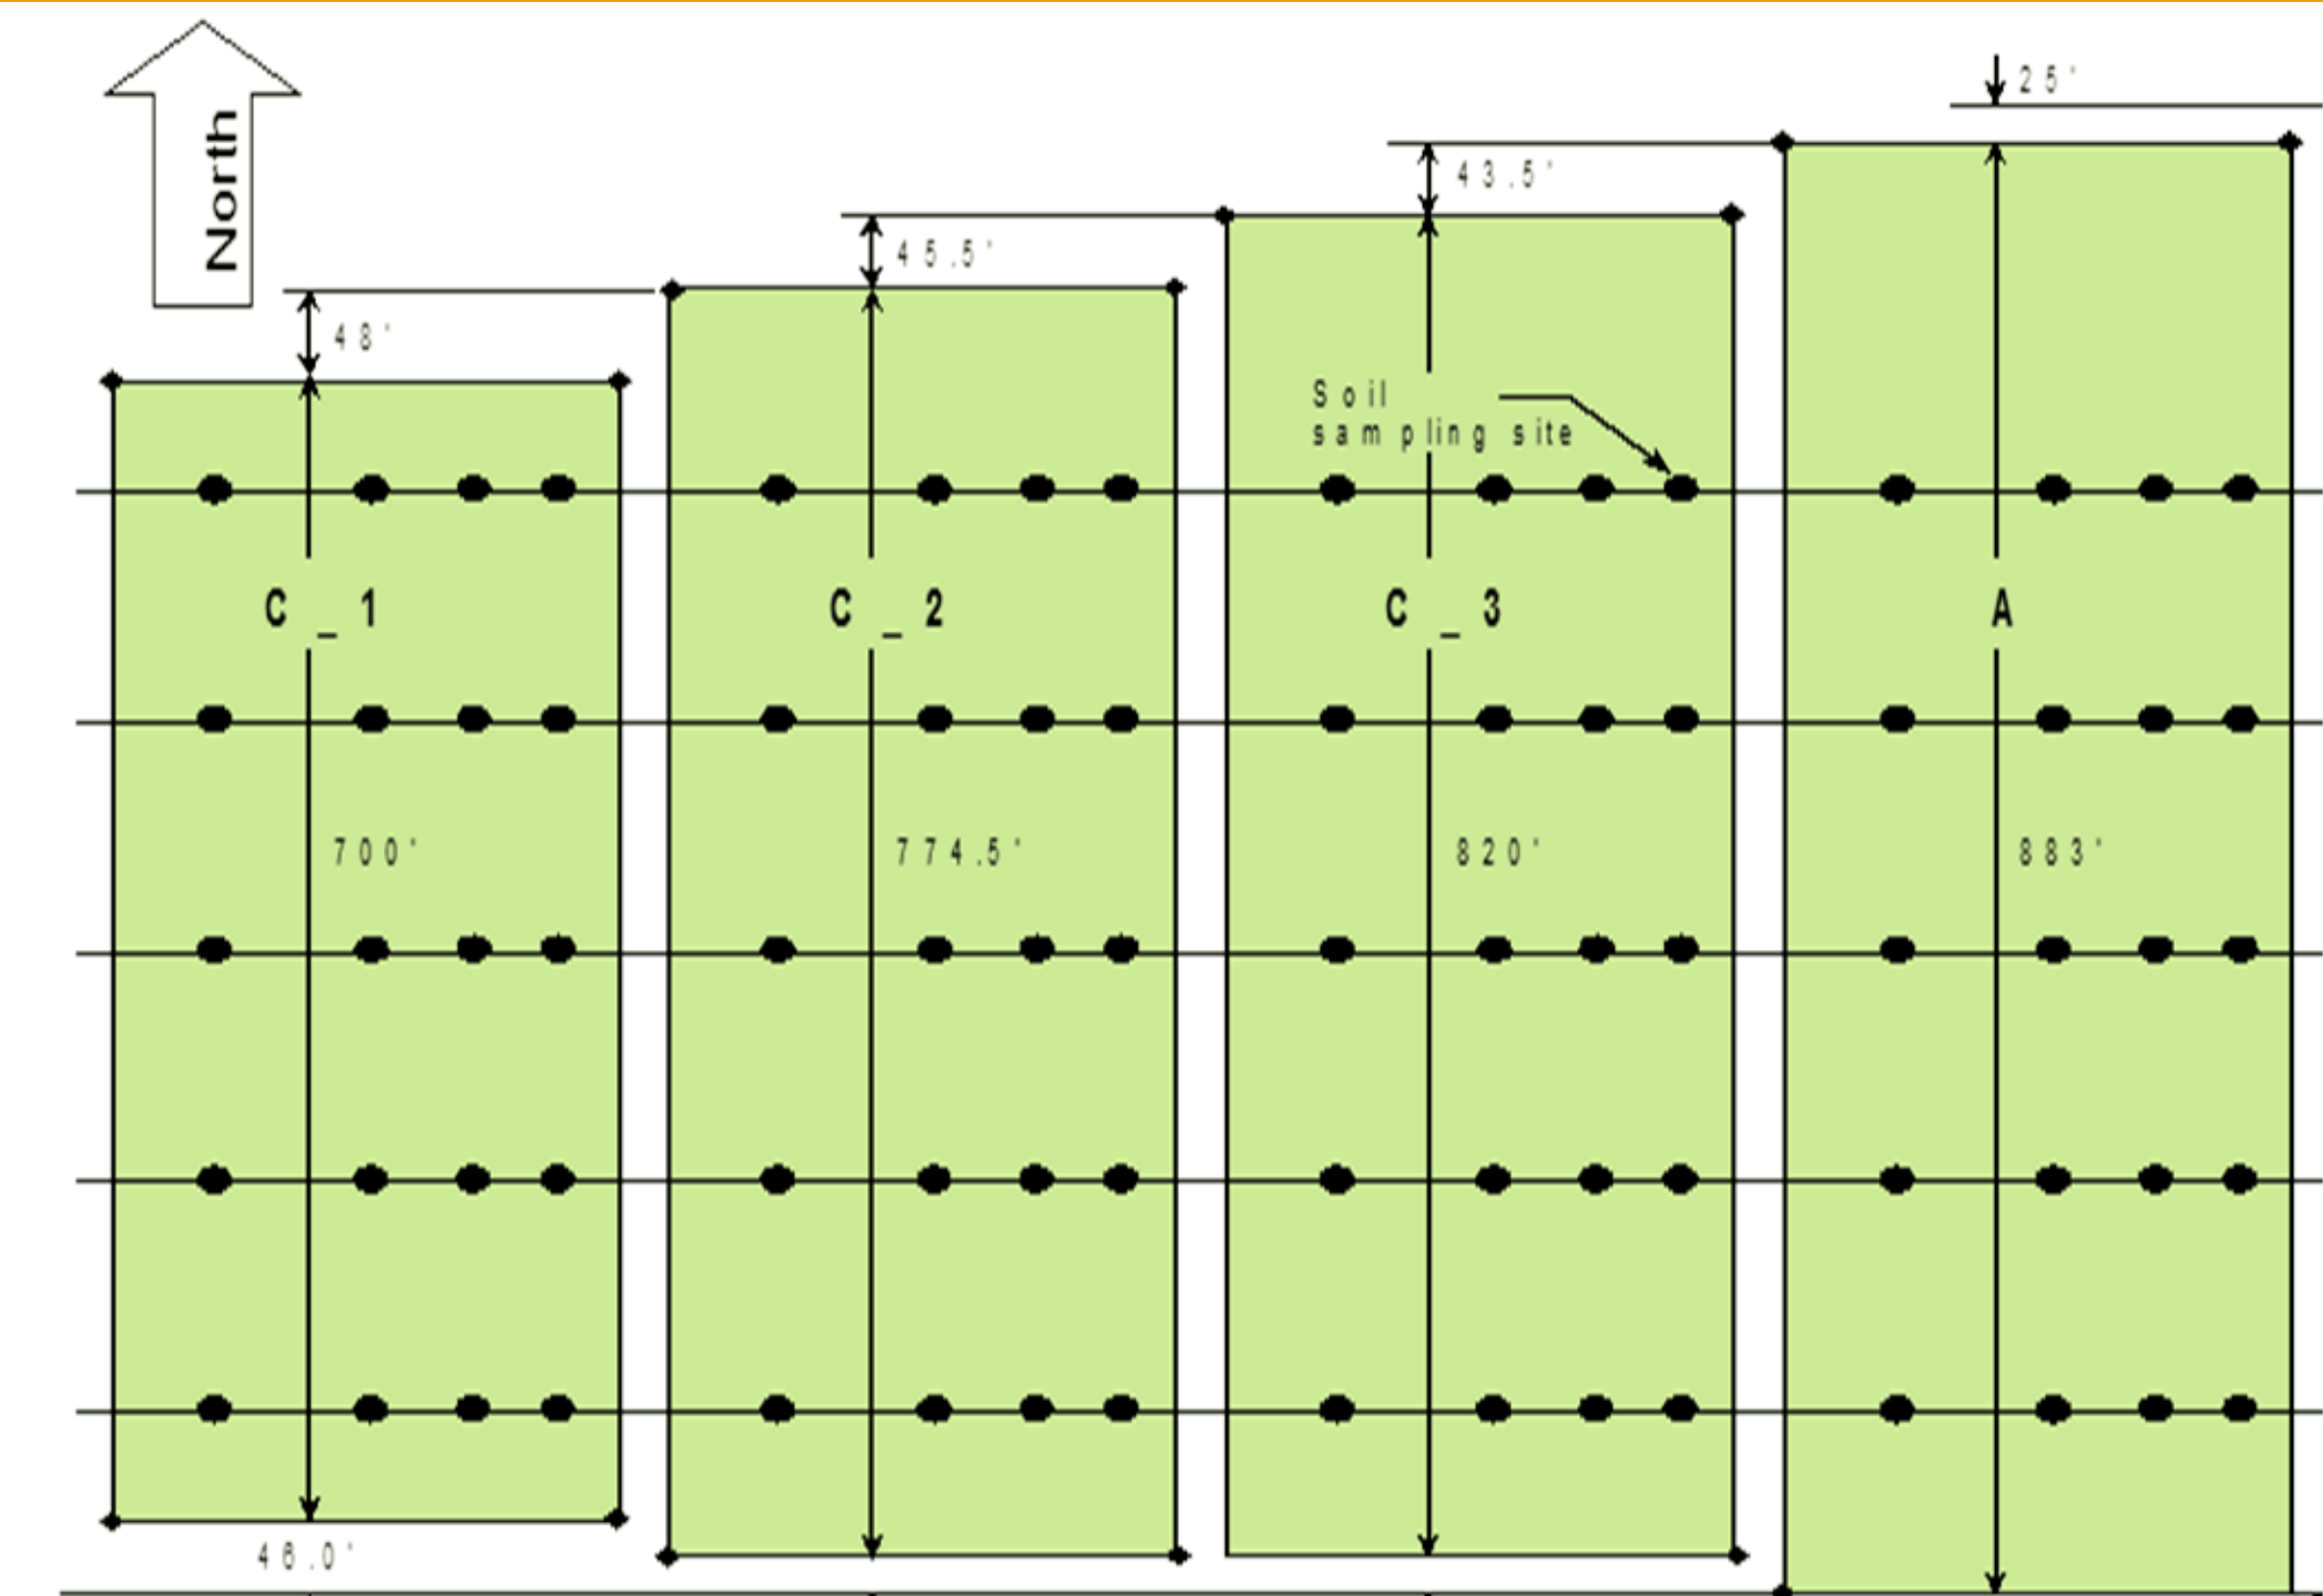 North
25'
43.5'
45.5'
48'
Soil
sampling site
C_1
C_2
C_3
A
700'
774.5'
820'
883'
46.0'